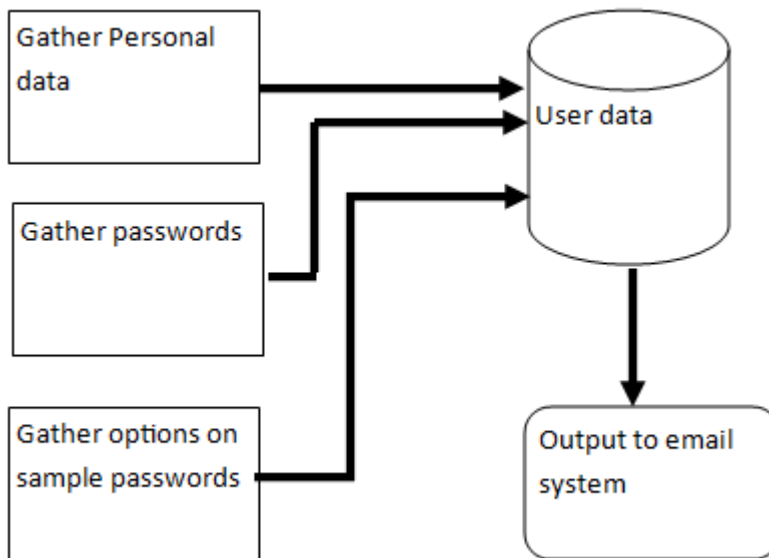 Gather Personal
data
User data
Gather passwords
Gather options on
sample passwords
Output to email
system